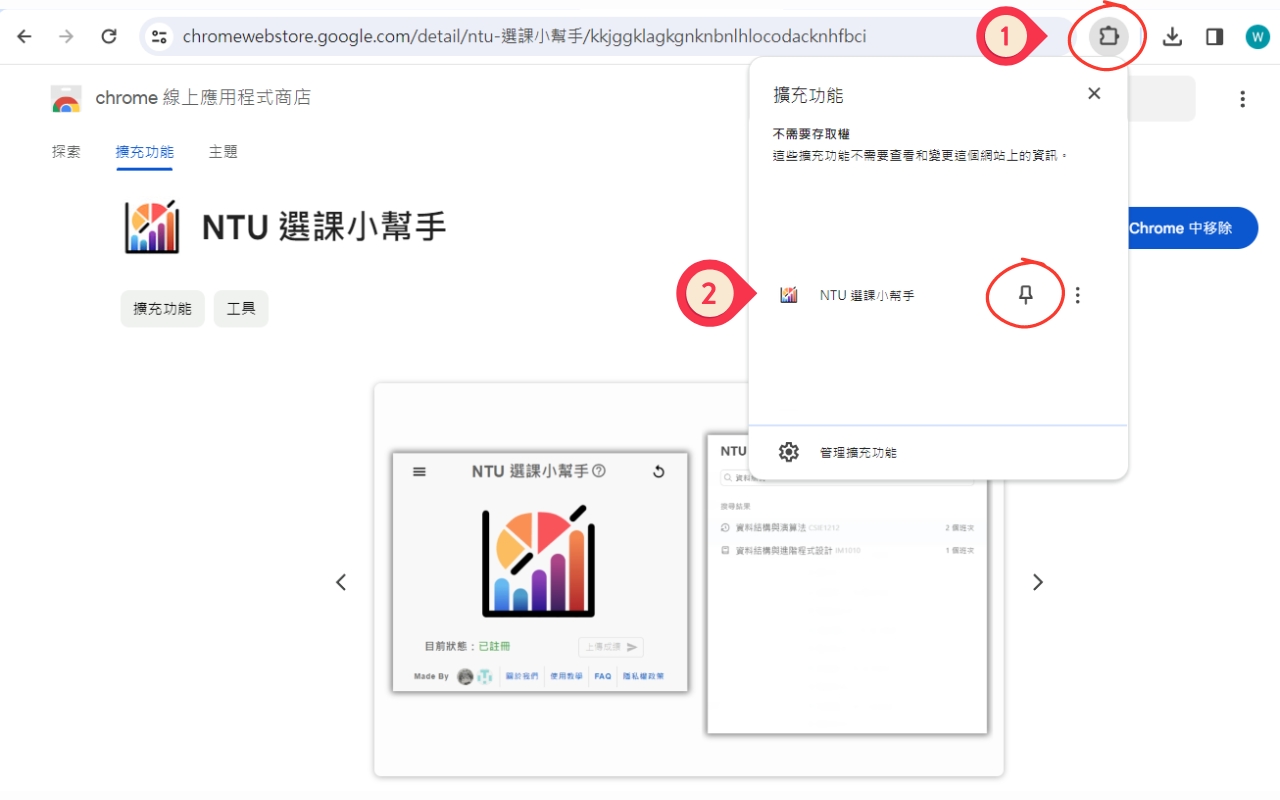 chromewebstore.google.com/detail/ntu-選課小幫手/kkjggklagkgnknbnlhlocodacknhfbci
1
W
chrome 線上應用程式商店
探索
擴充功能
主題
擴充功能
不需要存取權
這些擴充功能不需要查看和變更這個網站上的資訊。
NTU 選課小幫手
Chrome 中移除
2
NTU 選課小幫手
擴充功能
工具
管理擴充功能
NTU 選課小幫手
目前狀態：已註冊
上傳成績
Made By
關於我們
使用教學
FAQ
隱私權政策
NTU
資料
搜尋結果
資料結構與演算法 CSIE1212
2 個班次
資料結構與進階程式設計 IM1010
1 個班次